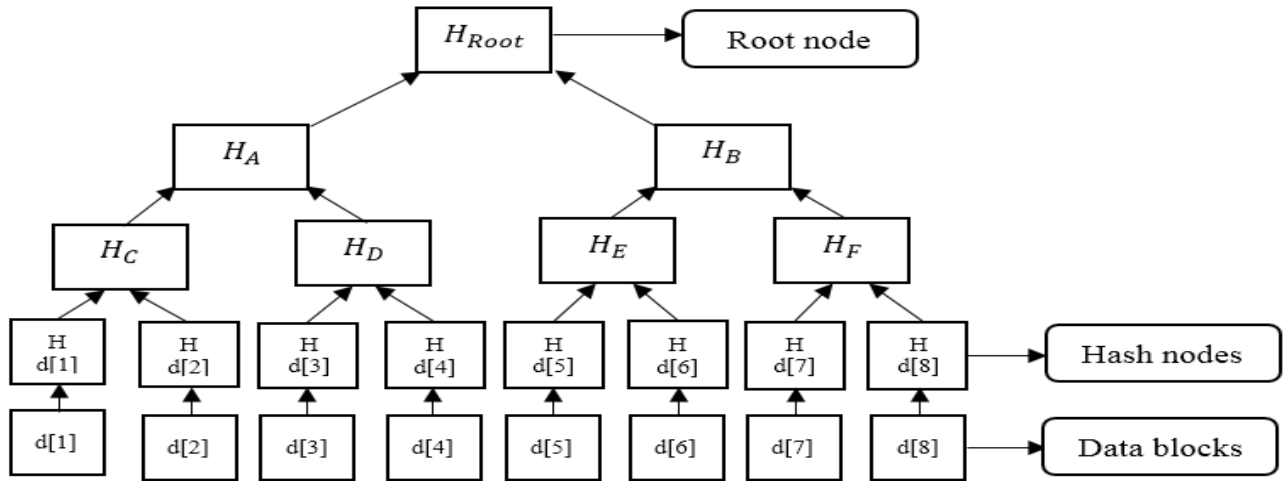 H_Root
Root node
H_A
H_B
H_C
H_D
H_E
H_F
H
d[1]
H
d[2]
H
d[3]
H
d[4]
H
d[5]
H
d[6]
H
d[7]
H
d[8]
Hash nodes
d[1]
d[2]
d[3]
d[4]
d[5]
d[6]
d[7]
d[8]
Data blocks